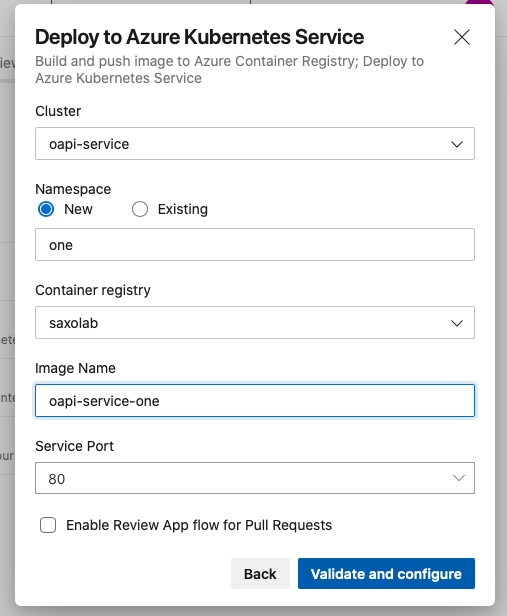 Deploy to Azure Kubernetes Service
Build and push image to Azure Container Registry; Deploy to
Azure Kubernetes Service
Cluster
oapi-service
Namespace
New Existing
one
Container registry
saxolab
Image Name
oapi-service-one
Service Port
80
Enable Review App flow for Pull Requests
Back Validate and configure